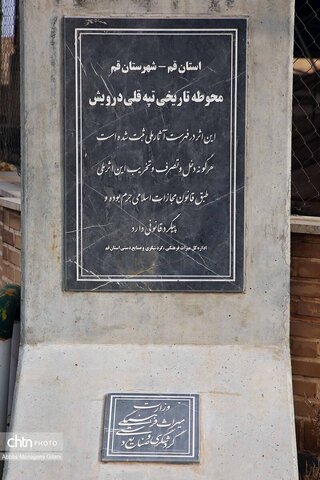 استان قم - شهرستان قم
محوطه تاریخی تپه قلی درویش
این اثر در فهرست آثار ملی ثبت شده است
هرگونه دخل و تصرف و تخریب این اثر ملی
طبق قانون مجازات اسلامی جرم بوده و
پیگرد قانونی دارد
اداره کل میراث فرهنگی، گردشگری و صنایع دستی استان قم
وزارت
میراث فرهنگی
گردشگری و صنایع دستی
chtn PHOTO